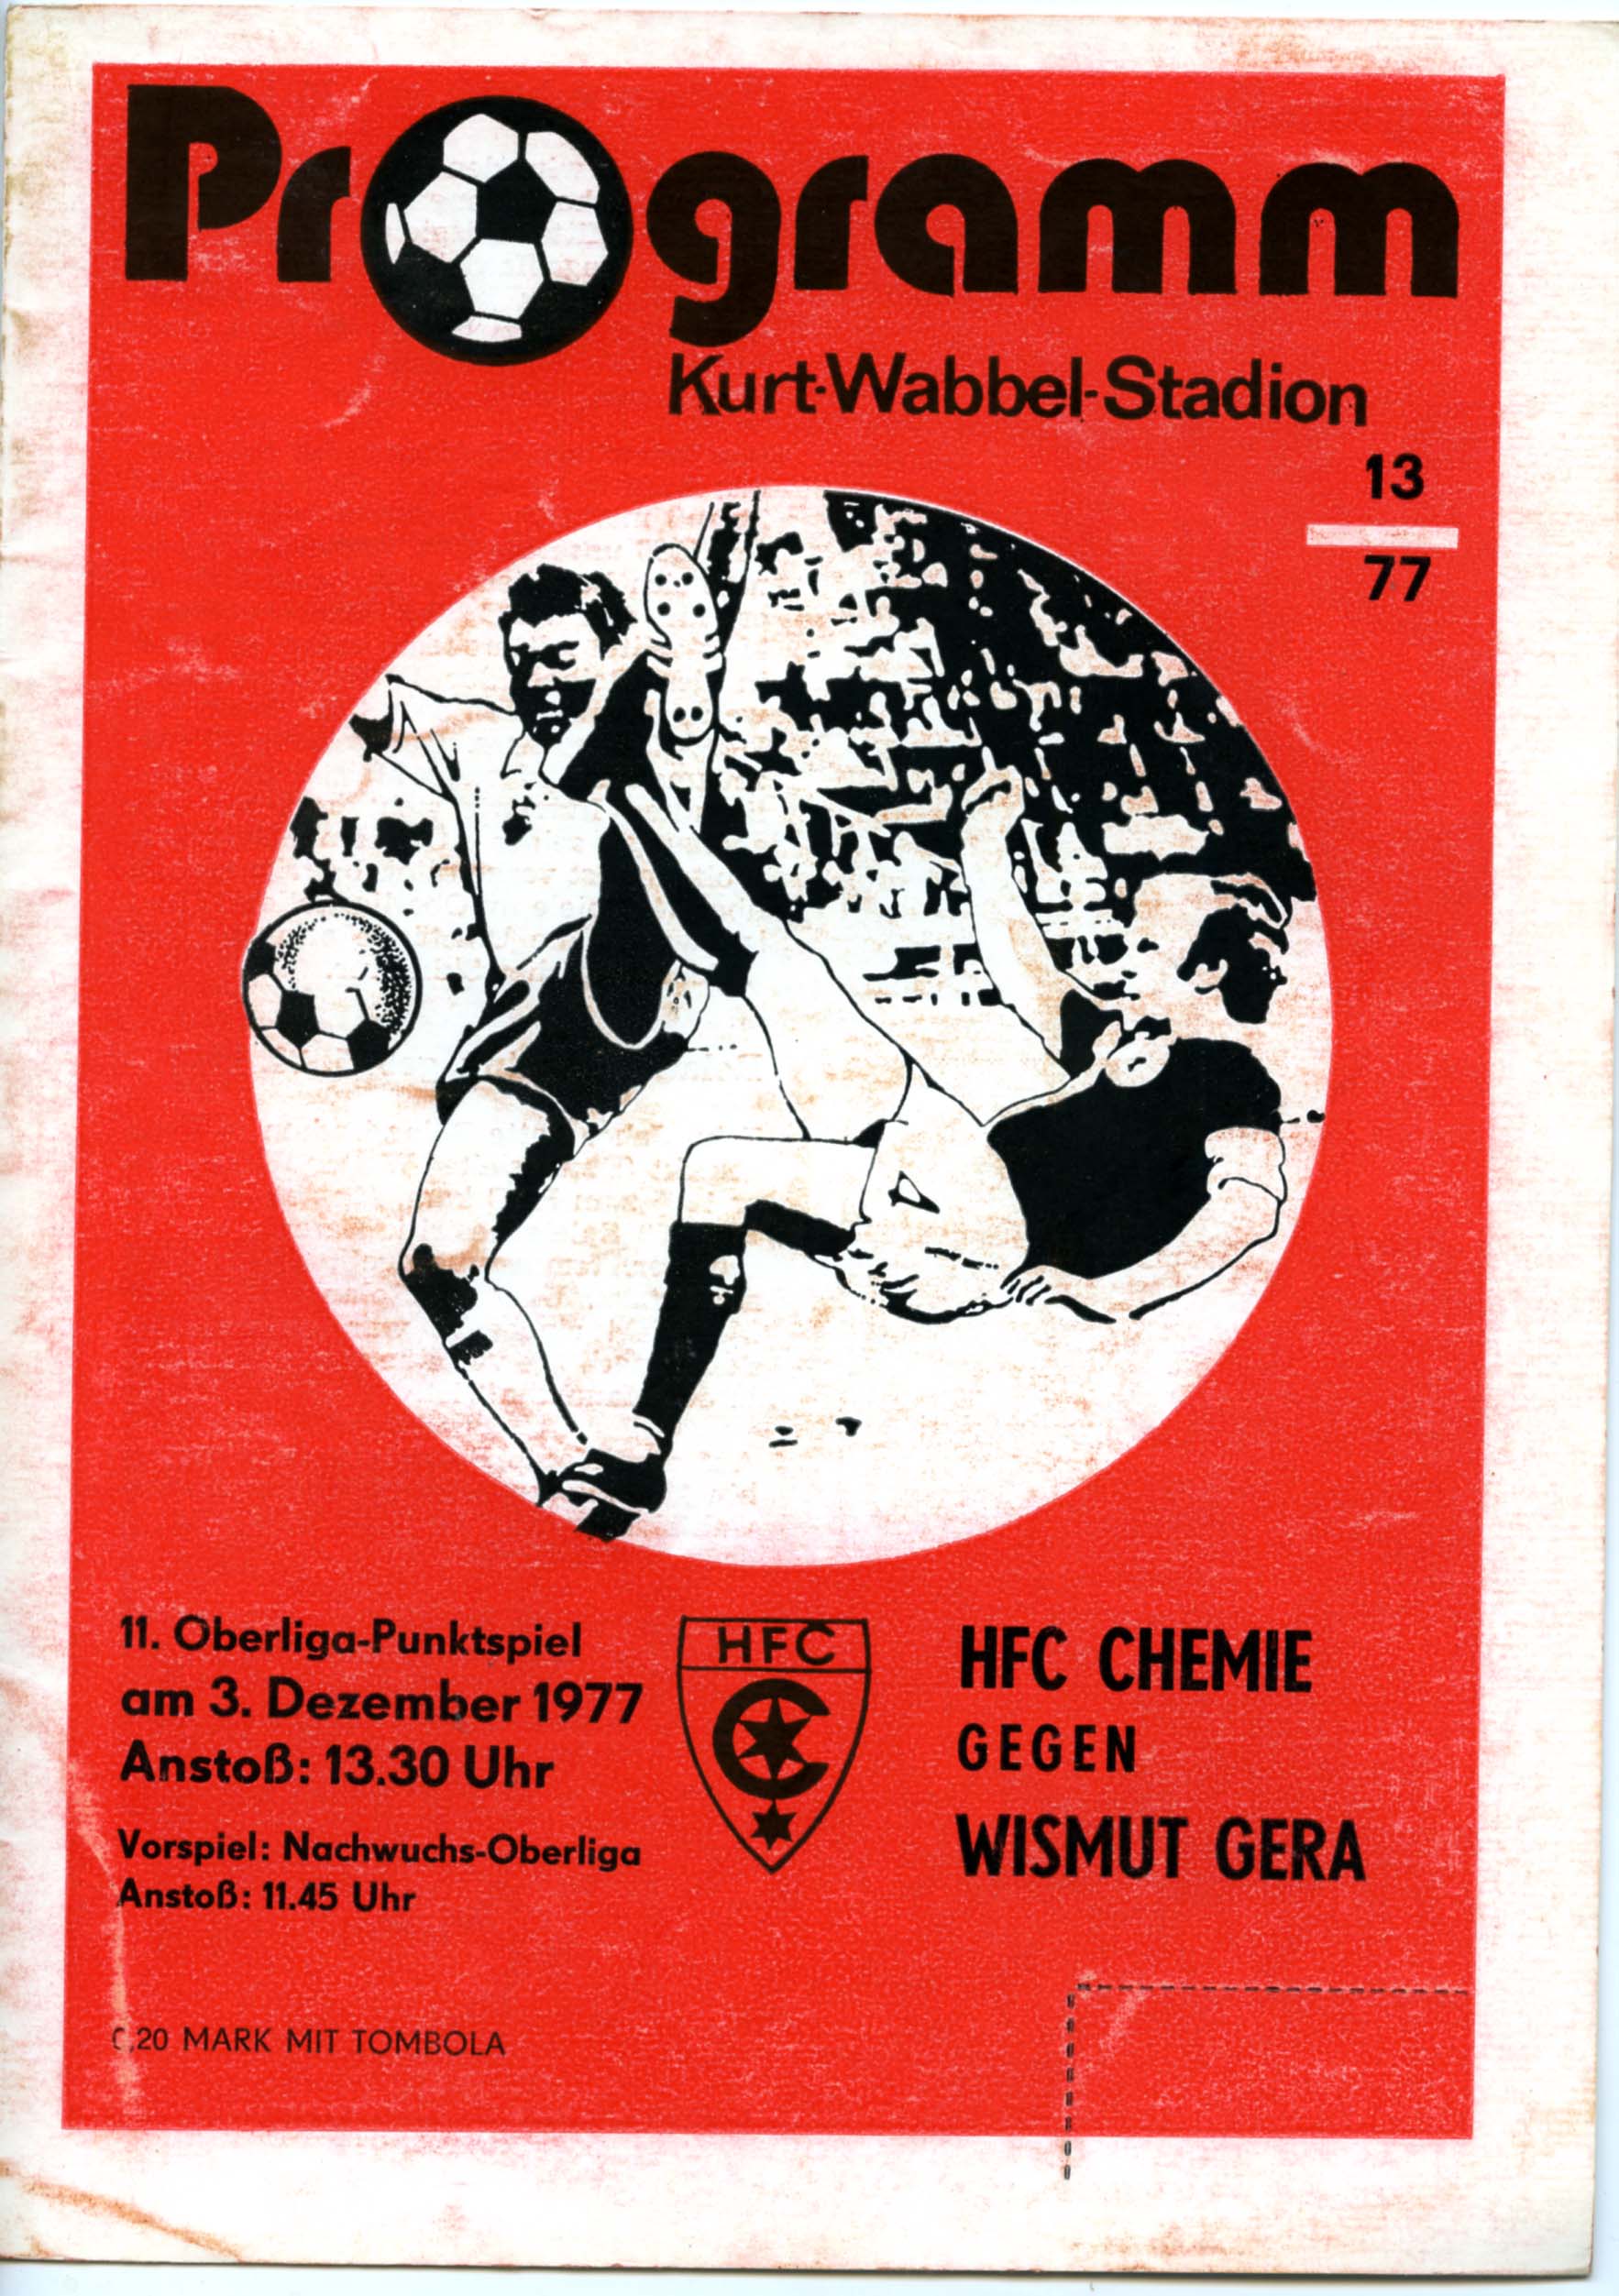 Programm
Kurt-Wabbel-Stadion
13
77
11. Oberliga-Punktspiel
am 3. Dezember 1977
Anstoß: 13.30 Uhr
Vorspiel: Nachwuchs-Oberliga
Anstoß: 11.45 Uhr
HFC
HFC CHEMIE
GEGEN
WISMUT GERA
0,20 MARK MIT TOMBOLA